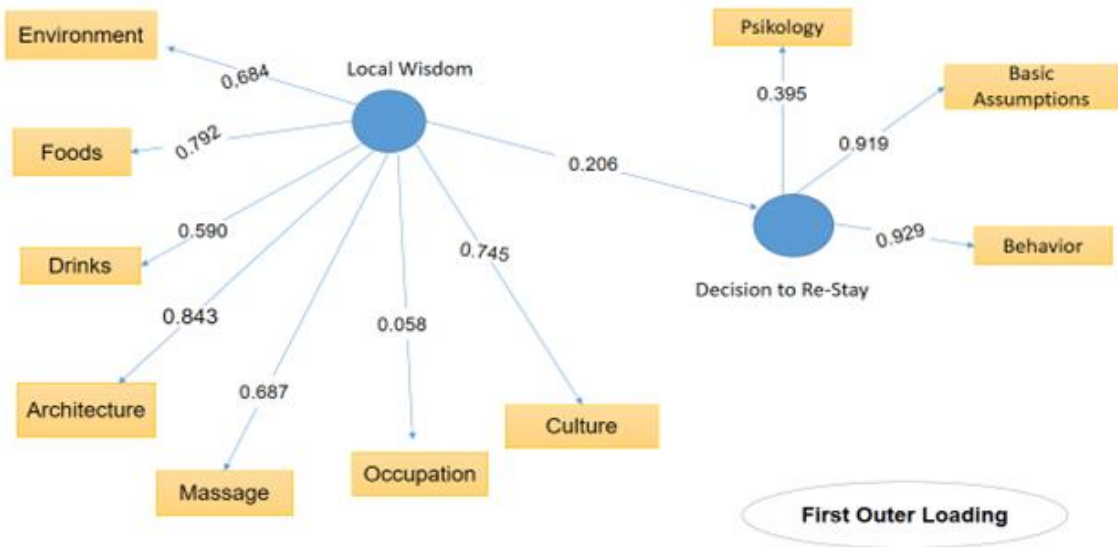 Environment
0.684
Local Wisdom
Foods
0.792
Drinks
0.590
Architecture
0.843
Massage
0.687
Occupation
0.058
Culture
0.745
0.206
Psikology
0.395
Basic
Assumptions
0.919
Behavior
0.929
Decision to Re-Stay
First Outer Loading